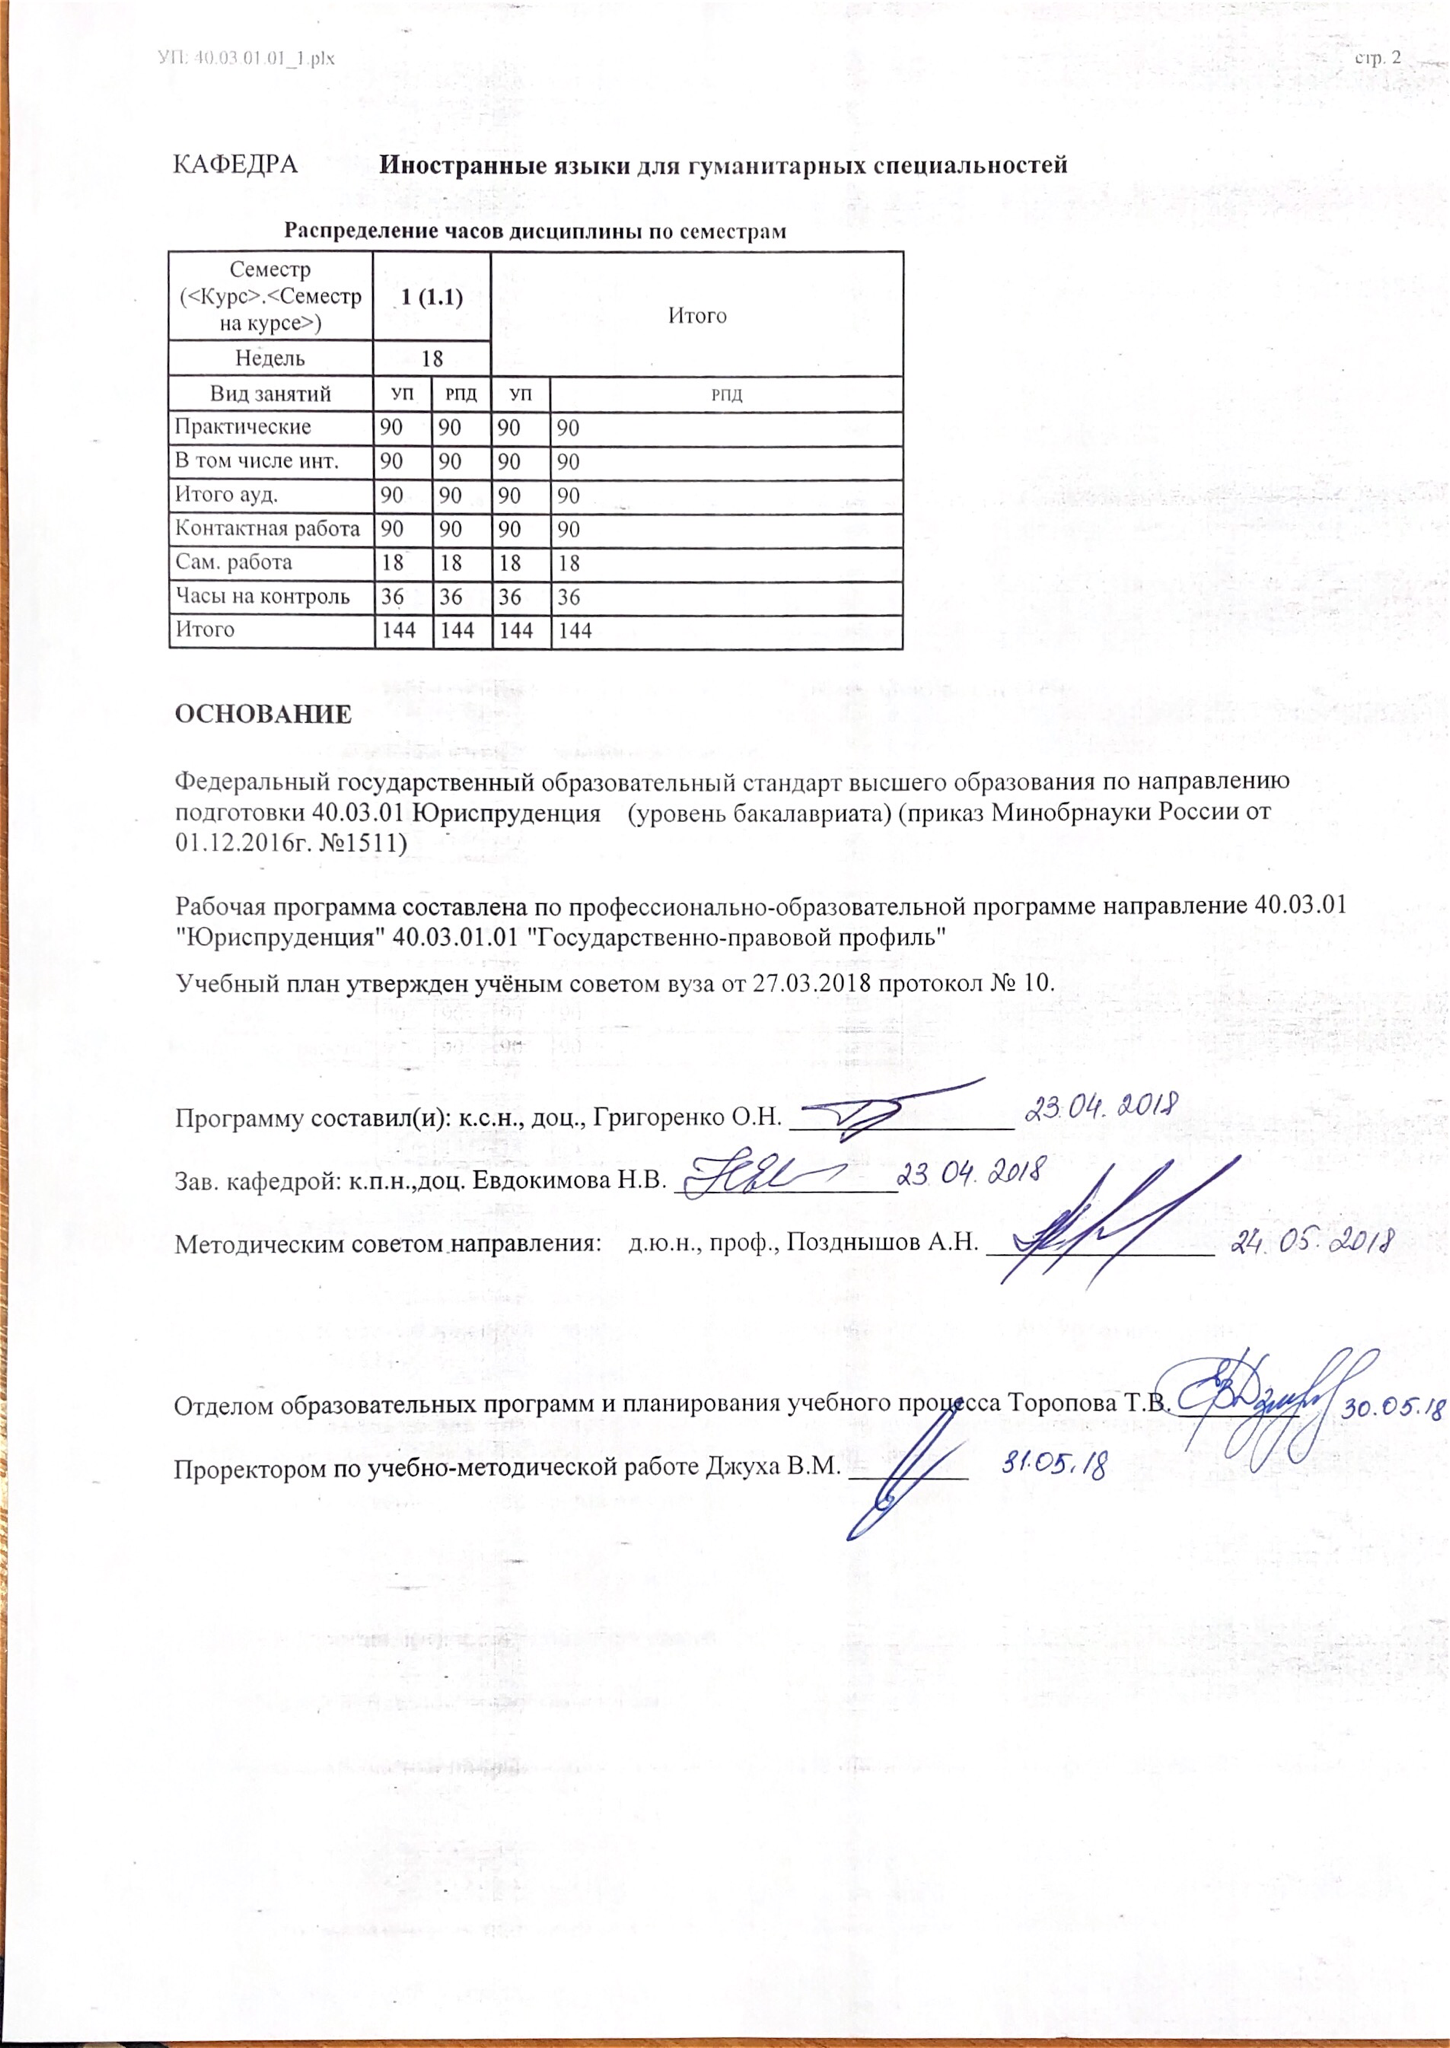 УП: 40.03.01.01_1.plx стр. 2
КАФЕДРА Иностранные языки для гуманитарных специальностей
Распределение часов дисциплины по семестрам
Семестр
(<Курс>.<Семестр
на курсе>)
1 (1.1)
Итого
Недель 18
Вид занятий УП РПД УП РПД
Практические 90 90 90 90
В том числе инт. 90 90 90 90
Итого ауд. 90 90 90 90
Контактная работа 90 90 90 90
Сам. работа 18 18 18 18
Часы на контроль 36 36 36 36
Итого 144 144 144 144
ОСНОВАНИЕ
Федеральный государственный образовательный стандарт высшего образования по направлению
подготовки 40.03.01 Юриспруденция (уровень бакалавриата) (приказ Минобрнауки России от
01.12.2016г. №1511)
Рабочая программа составлена по профессионально-образовательной программе направление 40.03.01
"Юриспруденция" 40.03.01.01 "Государственно-правовой профиль"
Учебный план утвержден учёным советом вуза от 27.03.2018 протокол № 10.
Программу составил(и): к.с.н., доц., Григоренко О.Н. 23.04.2018
Зав. кафедрой: к.п.н.,доц. Евдокимова Н.В. 23 04.2018
Методическим советом направления: д.ю.н., проф., Позднышов А.Н. 24.05.2018
Отделом образовательных программ и планирования учебного процесса Торопова Т.В. 30.05.18
Проректором по учебно-методической работе Джуха В.М. 31.05.18